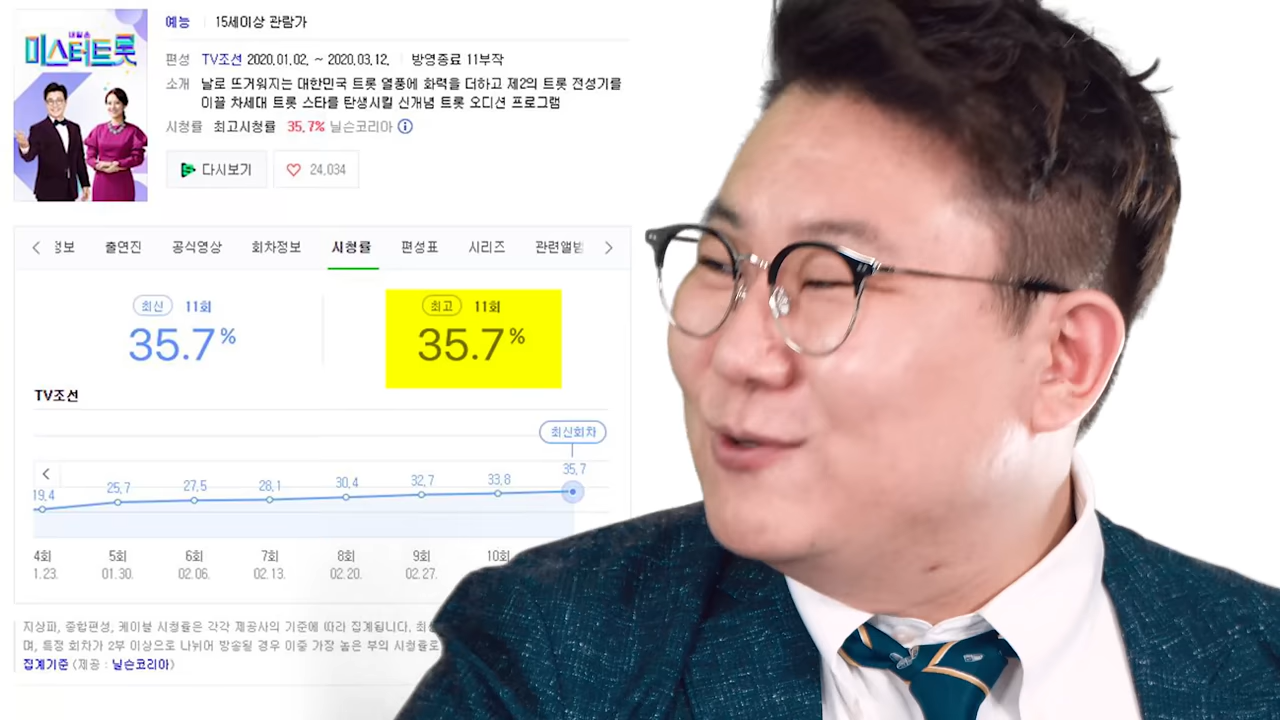 내일은
미스터트롯
예능 15세이상 관람가
편성 TV조선 2020.01.02. ~ 2020.03.12. 방영종료 11부작
소개 날로 뜨거워지는 대한민국 트롯 열풍에 화력을 더하고 제2의 트롯 전성기를
이끌 차세대 트롯 스타를 탄생시킬 신개념 트롯 오디션 프로그램
시청률 최고시청률 35.7% 닐슨코리아
다시보기 24,034
정보 출연진 공식영상 회차정보 시청률 편성표 시리즈 관련앨범
최신 11회 최고 11회
35.7% 35.7%
TV조선
최신회차
19.4 25.7 27.5 28.1 30.4 32.7 33.8 35.7
4회 5회 6회 7회 8회 9회 10회
1.23. 01.30. 02.06. 02.13. 02.20. 02.27.
지상파, 종합편성, 케이블 시청률은 각각 제공사의 기준에 따라 집계됩니다.
며, 특정 회차가 2부 이상으로 나뉘어 방송될 경우 이중 가장 높은 부의 시청률로
집계기준 (제공 : 닐슨코리아)